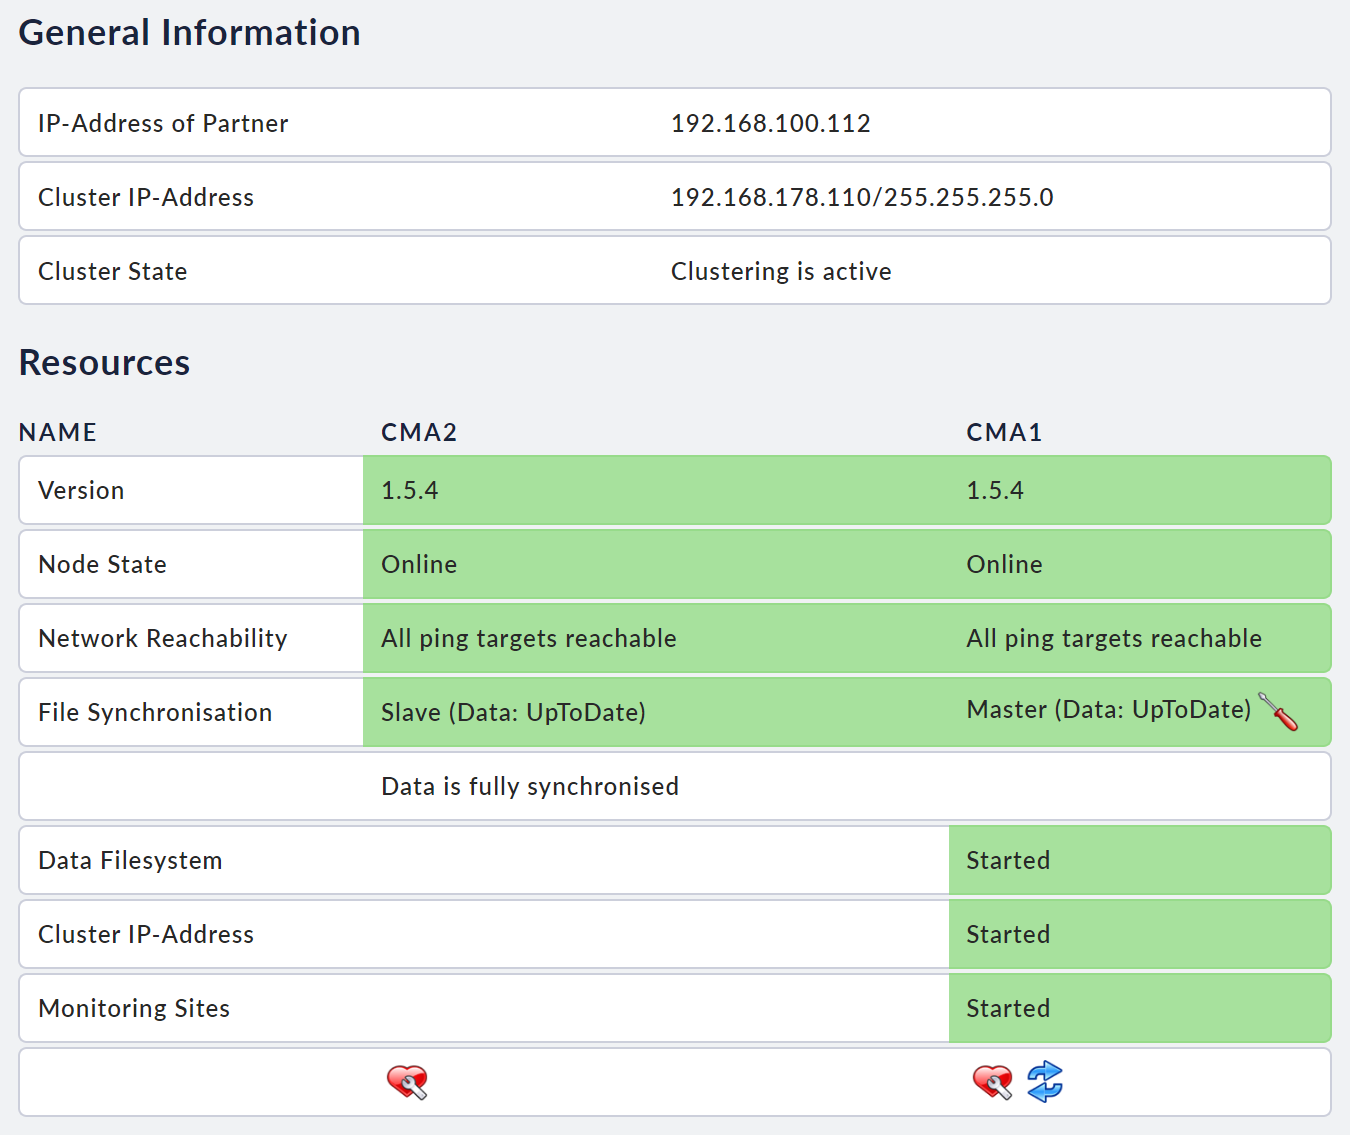 General Information
IP-Address of Partner 192.168.100.112
Cluster IP-Address 192.168.178.110/255.255.255.0
Cluster State Clustering is active
Resources
NAME CMA2 CMA1
Version 1.5.4 1.5.4
Node State Online Online
Network Reachability All ping targets reachable All ping targets reachable
File Synchronisation Slave (Data: UpToDate) Master (Data: UpToDate)
Data is fully synchronised
Data Filesystem Started
Cluster IP-Address Started
Monitoring Sites Started